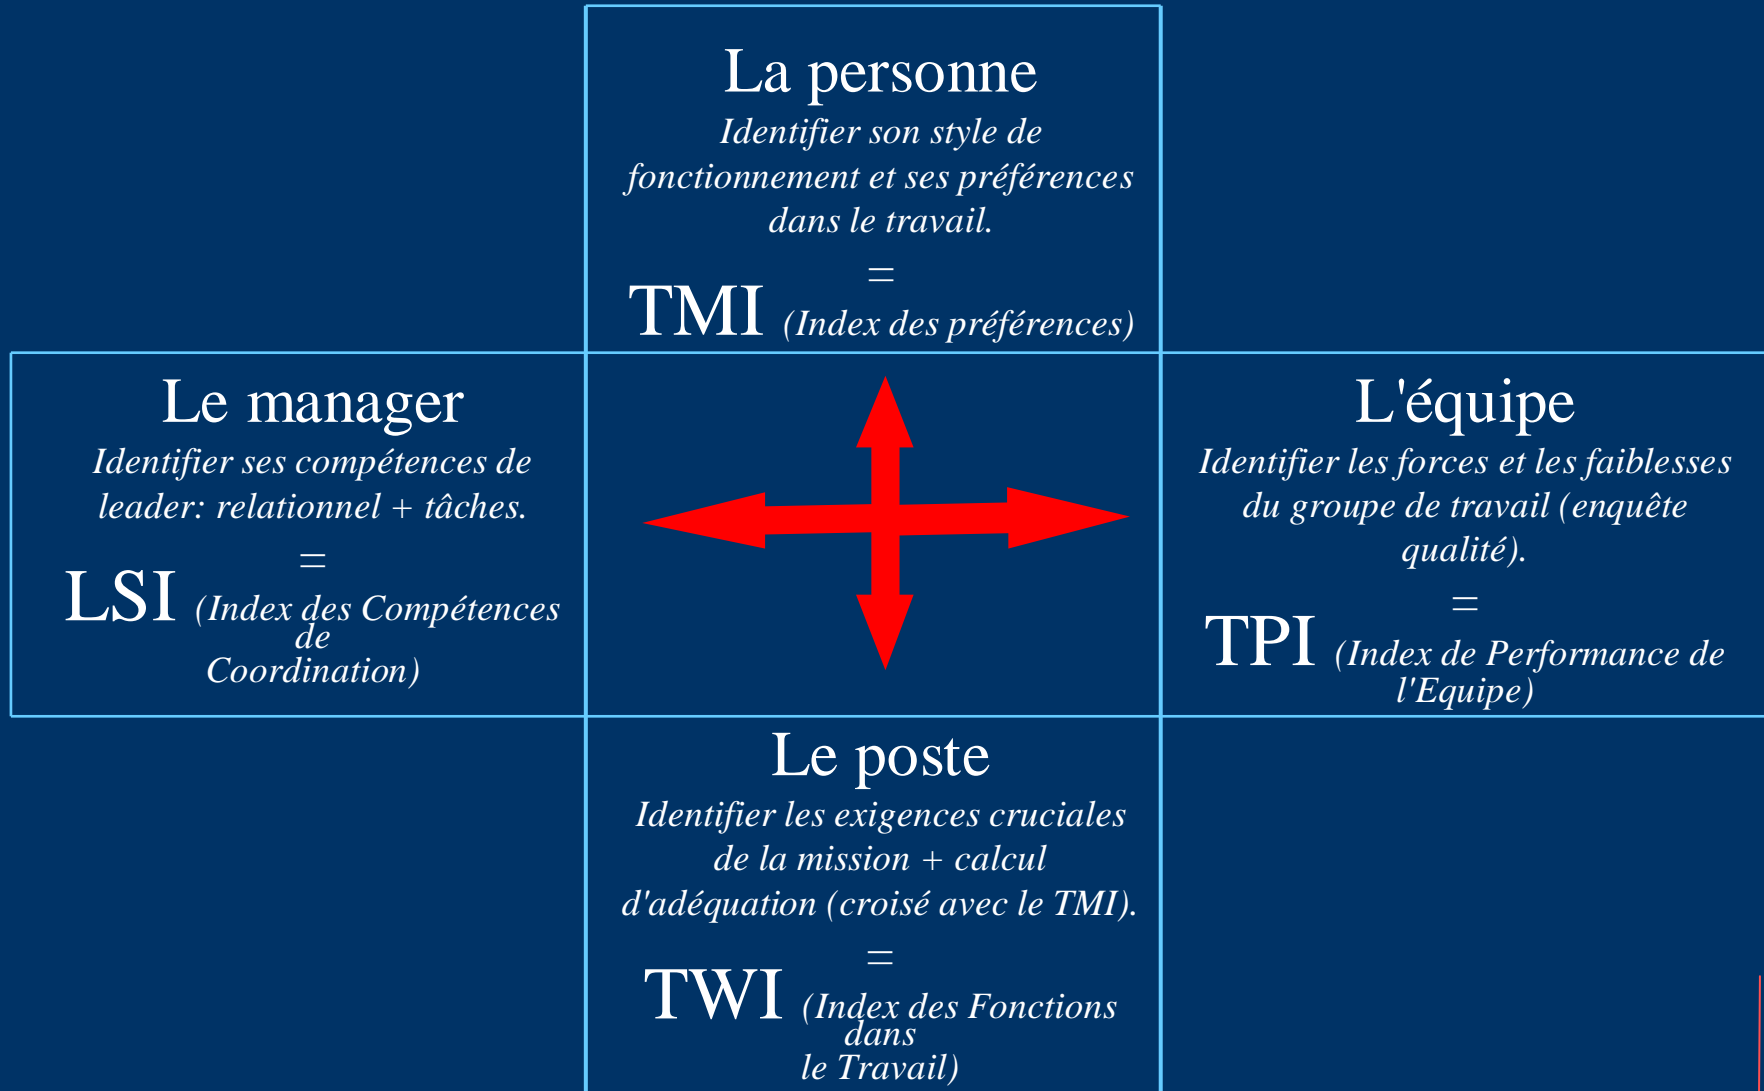 La personne
Identifier son style de
fonctionnement et ses préférences
dans le travail.
=
TMI (Index des préférences)
Le manager
Identifier ses compétences de
leader: relationnel + tâches.
=
LSI (Index des Compétences
de
Coordination)
L'équipe
Identifier les forces et les faiblesses
du groupe de travail (enquête
qualité).
=
TPI (Index de Performance de
l'Equipe)
Le poste
Identifier les exigences cruciales
de la mission + calcul
d'adéquation (croisé avec le TMI).
=
TWI (Index des Fonctions
dans
le Travail)